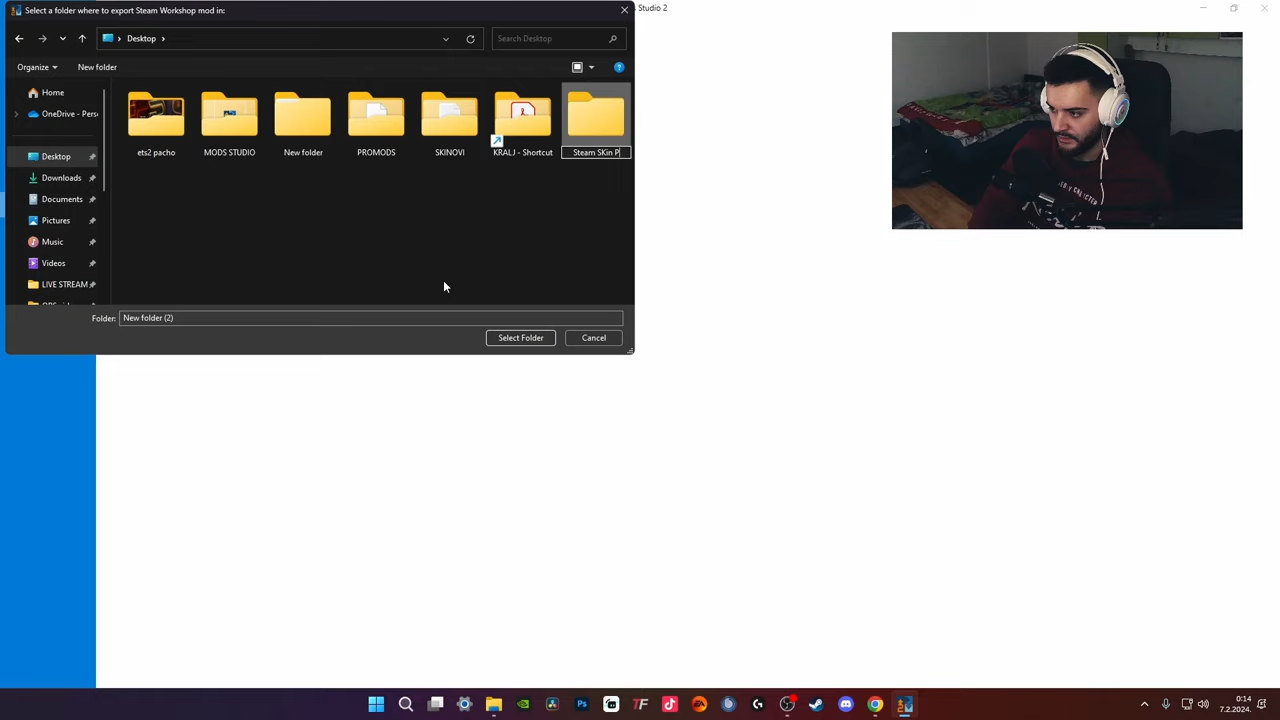 Select a folder where to export Steam Workshop mod in:
Studio 2
Desktop
Search Desktop
Organize
New folder
Home
OneDrive - Pers
Desktop
Downloads
Documents
Pictures
Music
Videos
LIVE STREAM
ets2 pacho
MODS STUDIO
New folder
PROMODS
SKINOVI
KRALJ - Shortcut
Steam SKin P
Folder:
New folder (2)
Select Folder
Cancel
Ps
TF
0:14
7.2.2024.